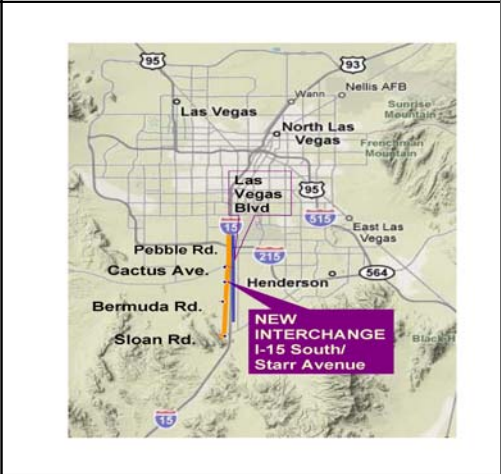 95
93
Nellis AFB
Wann
Las Vegas
Sunrise
Mountain
North Las
Vegas
Frenchman
Mountain
Las
Vegas
Blvd
95
15
515
East Las
Vegas
Pebble Rd.
215
Cactus Ave.
Henderson
564
Bermuda Rd.
NEW
INTERCHANGE
I-15 South/
Starr Avenue
Sloan Rd.
Black H
15